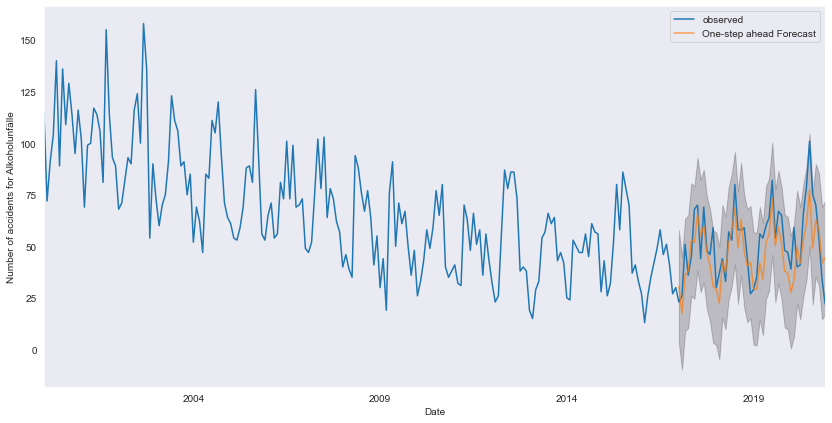 observed
One-step ahead Forecast
Number of accidents for Alkoholunfälle
150
125
100
75
50
25
0
2004
2009
2014
2019
Date